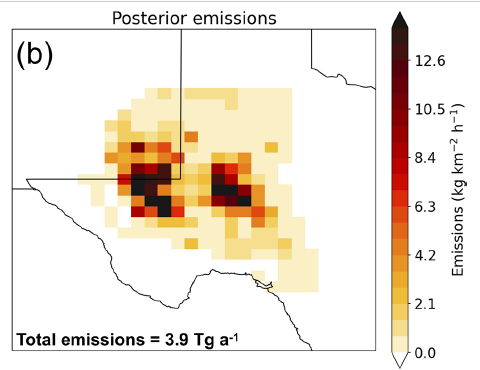 Posterior emissions
(b)
12.6
10.5
8.4
6.3
4.2
2.1
0.0
Emissions (kg km⁻² h⁻¹)
Total emissions = 3.9 Tg a⁻¹